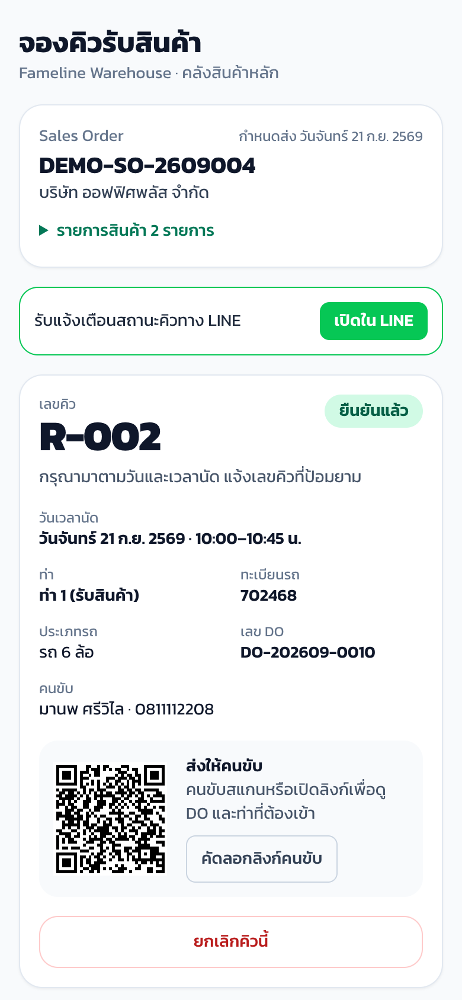 จองคิวรับสินค้า
Fameline Warehouse · คลังสินค้าหลัก
Sales Order
กำหนดส่ง วันจันทร์ 21 ก.ย. 2569
DEMO-SO-2609004
บริษัท ออฟฟิศพลัส จำกัด
รายการสินค้า 2 รายการ
รับแจ้งเตือนสถานะคิวทาง LINE
เปิดใน LINE
เลขคิว
ยืนยันแล้ว
R-002
กรุณามาตามวันและเวลานัด แจ้งเลขคิวที่ป้อมยาม
วันเวลานัด
วันจันทร์ 21 ก.ย. 2569 · 10:00–10:45 น.
ท่า
ทะเบียนรถ
ท่า 1 (รับสินค้า)
702468
ประเภทรถ
เลข DO
รถ 6 ล้อ
DO-202609-0010
คนขับ
มานพ ศรีวิไล · 0811112208
ส่งให้คนขับ
คนขับสแกนหรือเปิดลิงก์เพื่อดู
DO และท่าที่ต้องเข้า
คัดลอกลิงก์คนขับ
ยกเลิกคิวนี้